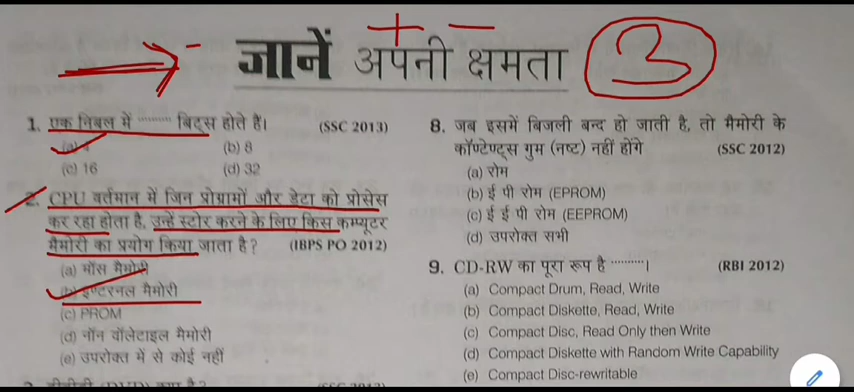 जानें अपनी क्षमता 3
1. एक निबल में ......... बिट्स होते हैं। (SSC 2013)
(a) 4 (b) 8
(c) 16 (d) 32
2. CPU वर्तमान में जिन प्रोग्रामों और डेटा को प्रोसेस
कर रहा होता है, उन्हें स्टोर करने के लिए किस कम्प्यूटर
मैमोरी का प्रयोग किया जाता है? (IBPS PO 2012)
(a) मॉस मैमोरी
(b) इण्टरनल मैमोरी
(c) PROM
(d) नॉन वॉलेटाइल मैमोरी
(e) उपरोक्त में से कोई नहीं
8. जब इसमें बिजली बन्द हो जाती है, तो मैमोरी के
कॉण्टेण्ट्स गुम (नष्ट) नहीं होंगे (SSC 2012)
(a) रोम
(b) ई पी रोम (EPROM)
(c) ई ई पी रोम (EEPROM)
(d) उपरोक्त सभी
9. CD-RW का पूरा रूप है .........। (RBI 2012)
(a) Compact Drum, Read, Write
(b) Compact Diskette, Read, Write
(c) Compact Disc, Read Only then Write
(d) Compact Diskette with Random Write Capability
(e) Compact Disc-rewritable